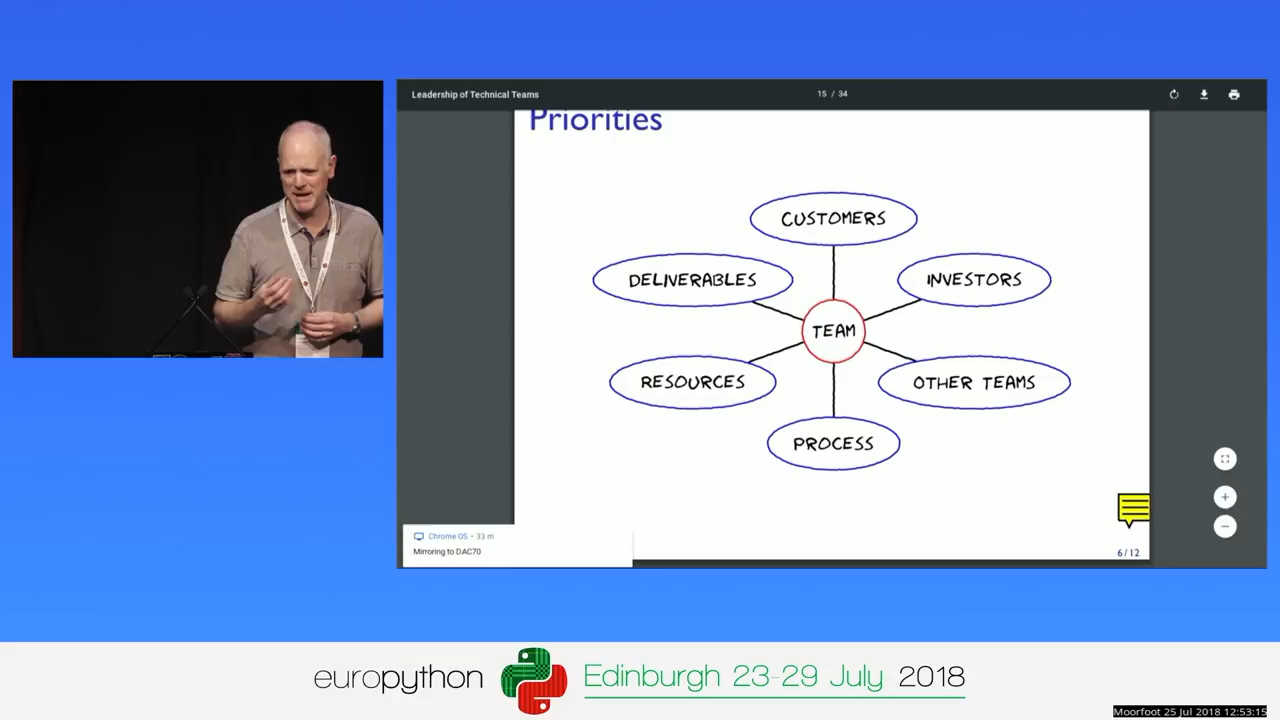 Leadership of Technical Teams
15 / 34
Priorities
CUSTOMERS
DELIVERABLES
INVESTORS
TEAM
RESOURCES
OTHER TEAMS
PROCESS
6/12
Chrome OS • 33 m
Mirroring to DAC70
europython
Edinburgh 23-29 July 2018
Moorfoot 25 Jul 2018 12:53:15